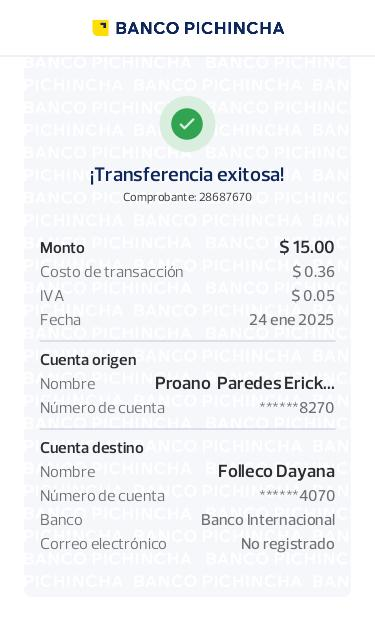 BANCO PICHINCHA
¡Transferencia exitosa!
Comprobante: 28687670
Monto $ 15.00
Costo de transacción $ 0.36
IVA $ 0.05
Fecha 24 ene 2025
Cuenta origen
Nombre Proano Paredes Erick...
Número de cuenta ******8270
Cuenta destino
Nombre Folleco Dayana
Número de cuenta ******4070
Banco Banco Internacional
Correo electrónico No registrado